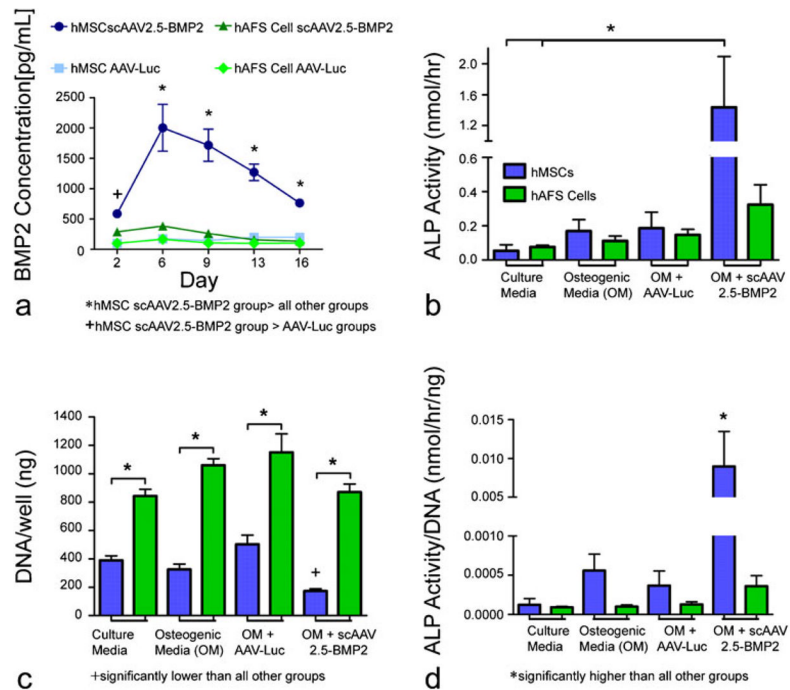 a
hMSCscAAV2.5-BMP2
hAFS Cell scAAV2.5-BMP2
hMSC AAV-Luc
hAFS Cell AAV-Luc
BMP2 Concentration[pg/mL]
2500
2000
1500
1000
500
0
+
*
*
*
*
2 6 9 13 16
Day
*hMSC scAAV2.5-BMP2 group> all other groups
+hMSC scAAV2.5-BMP2 group > AAV-Luc groups
b
ALP Activity (nmol/hr)
*
2.0
1.6
1.2
0.6
0.4
0.2
0.0
hMSCs
hAFS Cells
Culture Media
Osteogenic Media (OM)
OM + AAV-Luc
OM + scAAV 2.5-BMP2
c
DNA/well (ng)
1400
1200
1000
800
600
400
200
0
*
*
*
*
+
Culture Media
Osteogenic Media (OM)
OM + AAV-Luc
OM + scAAV 2.5-BMP2
+significantly lower than all other groups
d
ALP Activity/DNA (nmol/hr/ng)
0.015
0.010
0.005
0.0010
0.0005
0.0000
*
Culture Media
Osteogenic Media (OM)
OM + AAV-Luc
OM + scAAV 2.5-BMP2
*significantly higher than all other groups